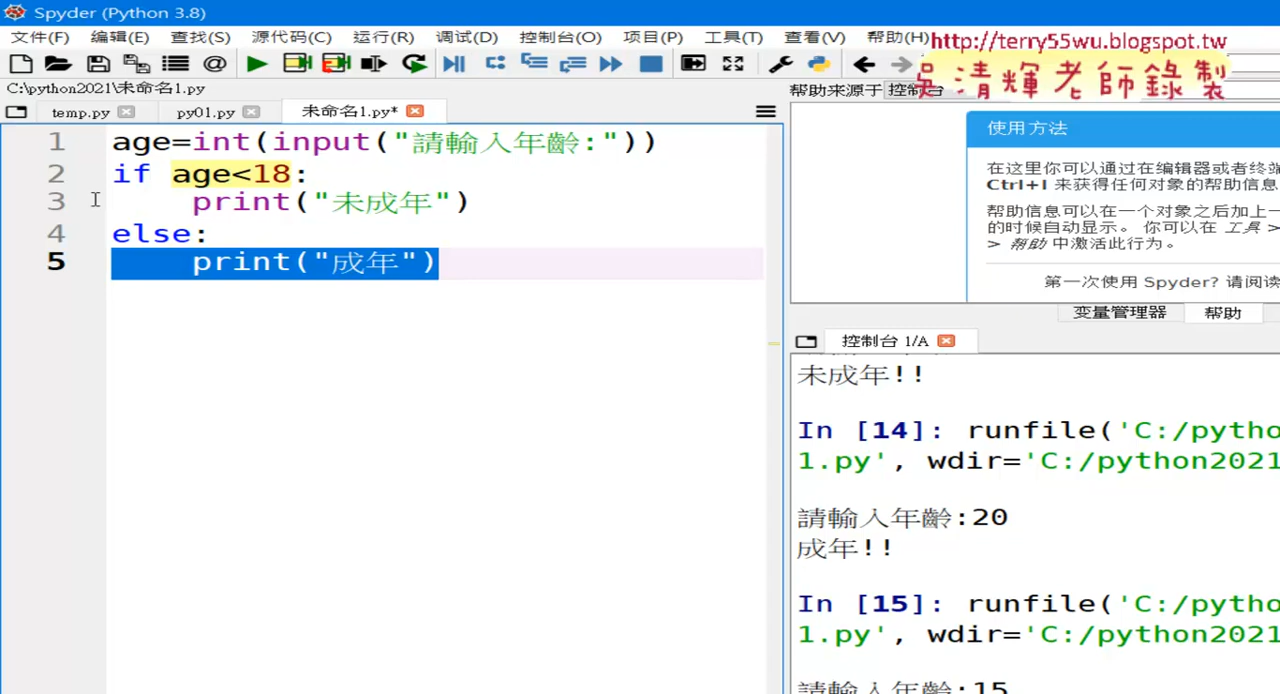 Spyder (Python 3.8)
文件(F) 编辑(E) 查找(S) 源代码(C) 运行(R) 调试(D) 控制台(O) 项目(P) 工具(T) 查看(V) 帮助(H)
http://terry55wu.blogspot.tw
吳清輝老師錄製
C:\python2021\未命名1.py
帮助来源于 控制台
temp.py py01.py 未命名1.py*
1 age=int(input("請輸入年齡:"))
2 if age<18:
3 print("未成年")
4 else:
5 print("成年")
使用方法
在这里你可以通过在编辑器或者终端
Ctrl+I 来获得任何对象的帮助信息
帮助信息可以在一个对象之后加上一
的时候自动显示。 你可以在 工具 >
> 帮助 中激活此行为。
第一次使用 Spyder? 请阅读
变量管理器 帮助
控制台 1/A
未成年!!
In [14]: runfile('C:/pytho
1.py', wdir='C:/python2021
請輸入年齡:20
成年!!
In [15]: runfile('C:/pytho
1.py', wdir='C:/python2021
請輸入年齡:15